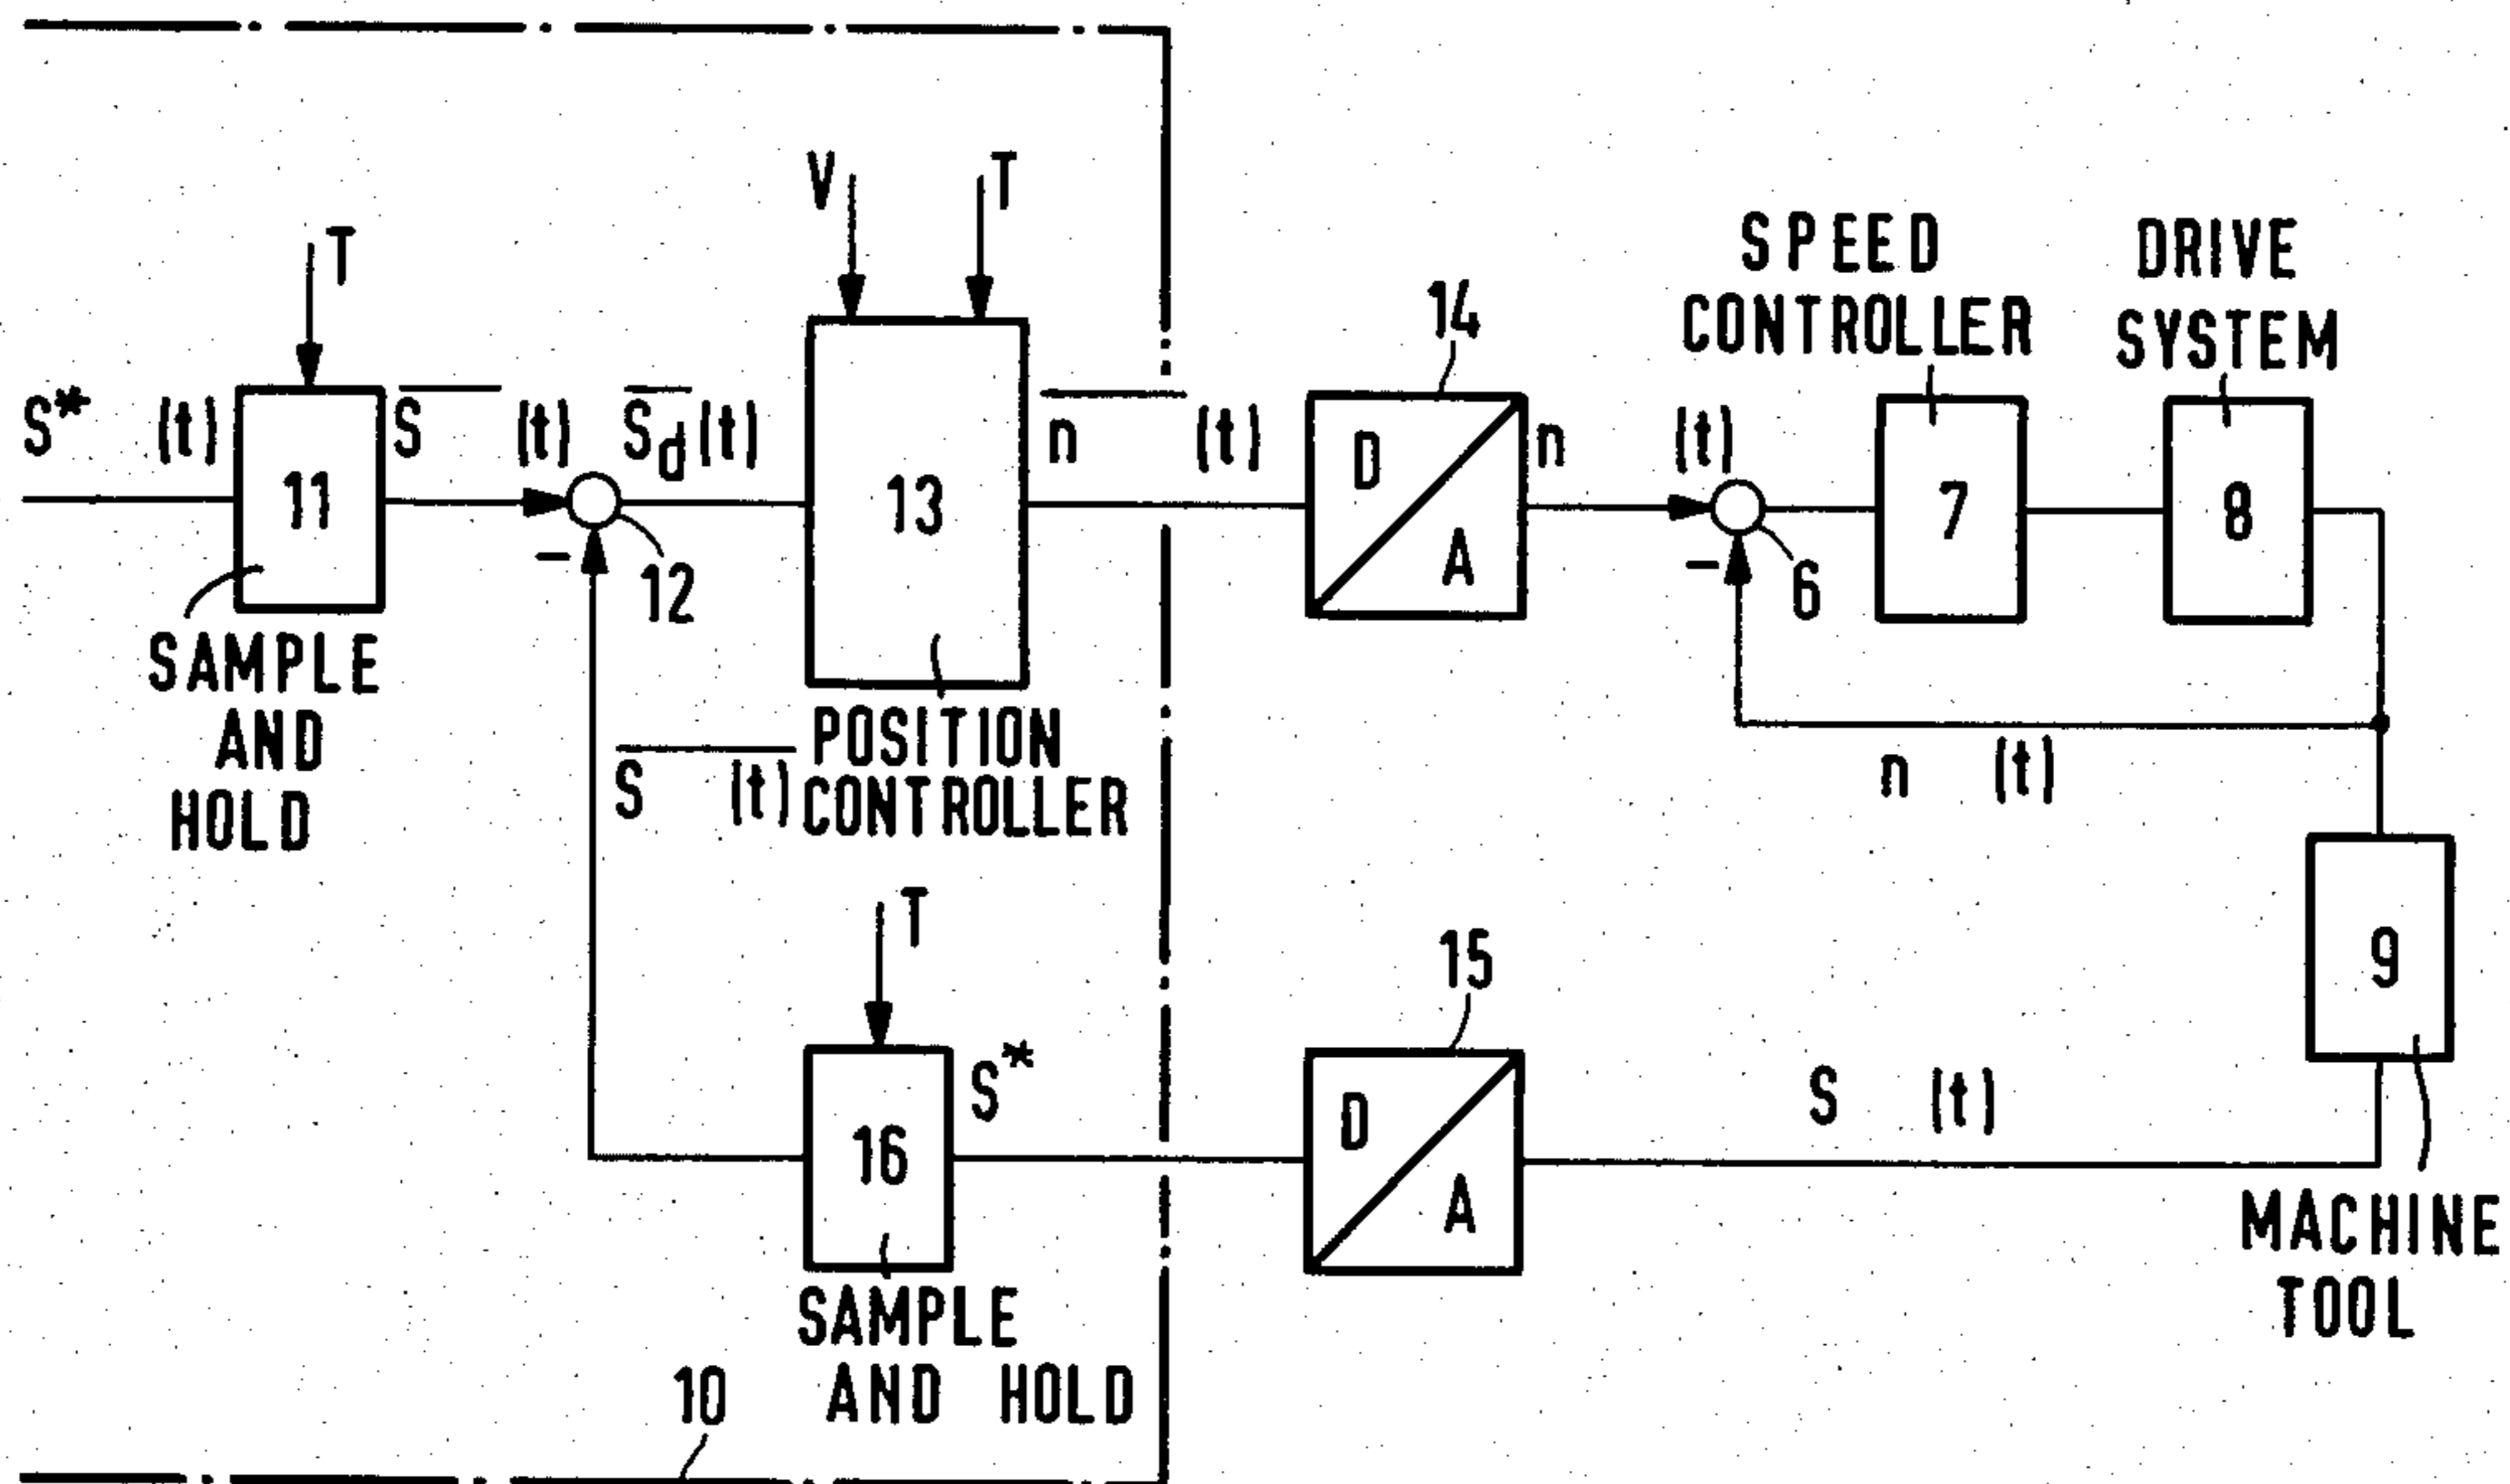 V
T
T
SPEED
CONTROLLER
DRIVE
SYSTEM
14
S* (t)
11
S̅ (t)
S̅d(t)
13
n̅ (t)
D
A
n (t)
7
8
-
12
-
6
SAMPLE
AND
HOLD
POSITION
CONTROLLER
S̅ (t)
n (t)
T
9
15
S*
16
D
A
S (t)
MACHINE
TOOL
SAMPLE
AND HOLD
10